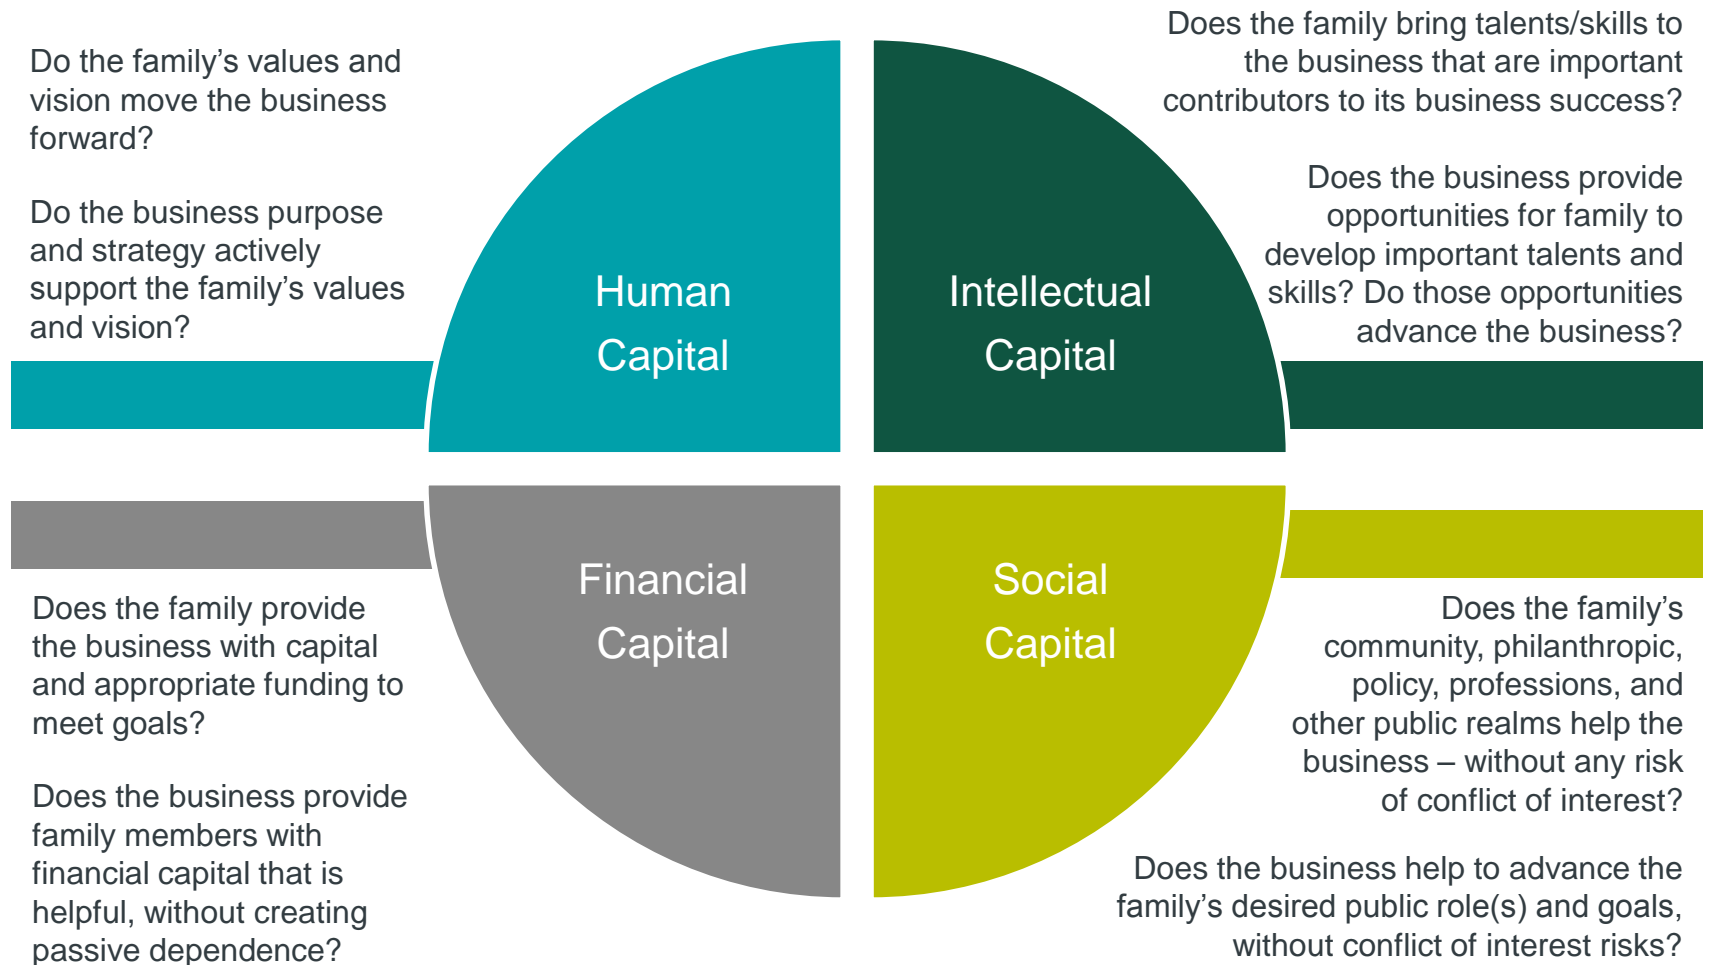 Do the family’s values and
vision move the business
forward?
Do the business purpose
and strategy actively
support the family’s values
and vision?
Human
Capital
Does the family bring talents/skills to
the business that are important
contributors to its business success?
Does the business provide
opportunities for family to
develop important talents and
skills? Do those opportunities
advance the business?
Intellectual
Capital
Financial
Capital
Does the family provide
the business with capital
and appropriate funding to
meet goals?
Does the business provide
family members with
financial capital that is
helpful, without creating
passive dependence?
Social
Capital
Does the family’s
community, philanthropic,
policy, professions, and
other public realms help the
business – without any risk
of conflict of interest?
Does the business help to advance the
family’s desired public role(s) and goals,
without conflict of interest risks?